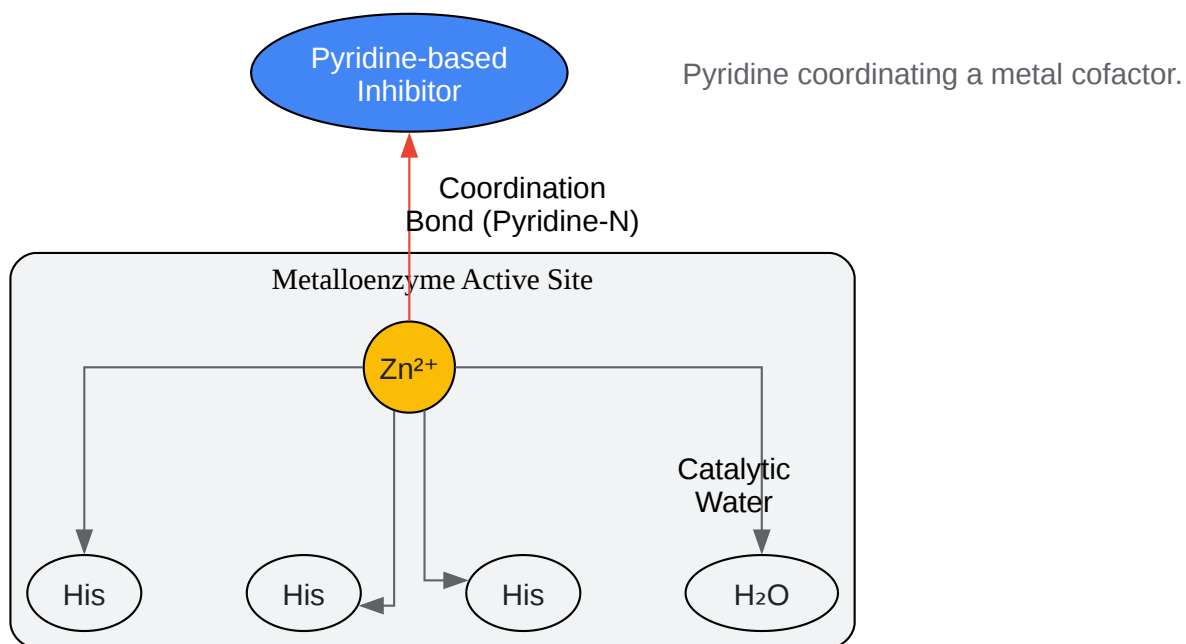 Pyridine-based
Inhibitor
Pyridine coordinating a metal cofactor.
Coordination
Bond (Pyridine-N)
Metalloenzyme Active Site
Zn²⁺
Catalytic
Water
His
His
His
H₂O